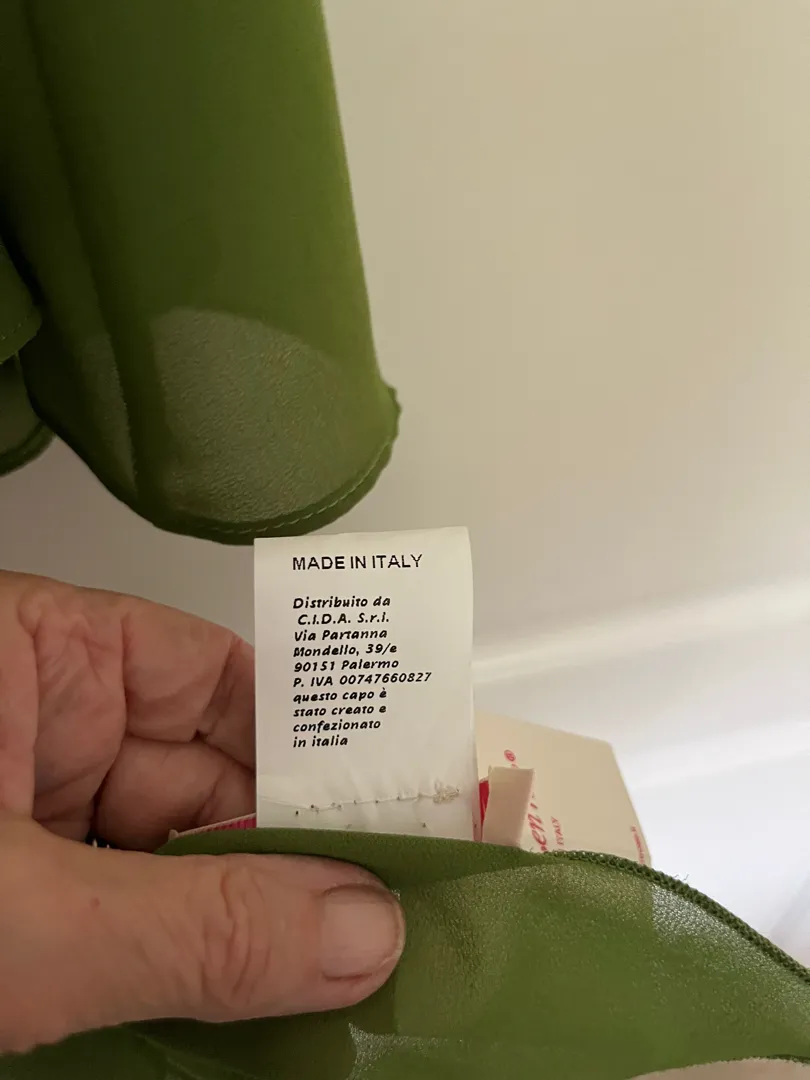 MADE IN ITALY
Distribuito da
C.I.D.A. S.r.l.
Via Partanna
Mondello, 39/e
90151 Palermo
P. IVA 00747660827
questo capo è
stato creato e
confezionato
in italia
ITALY